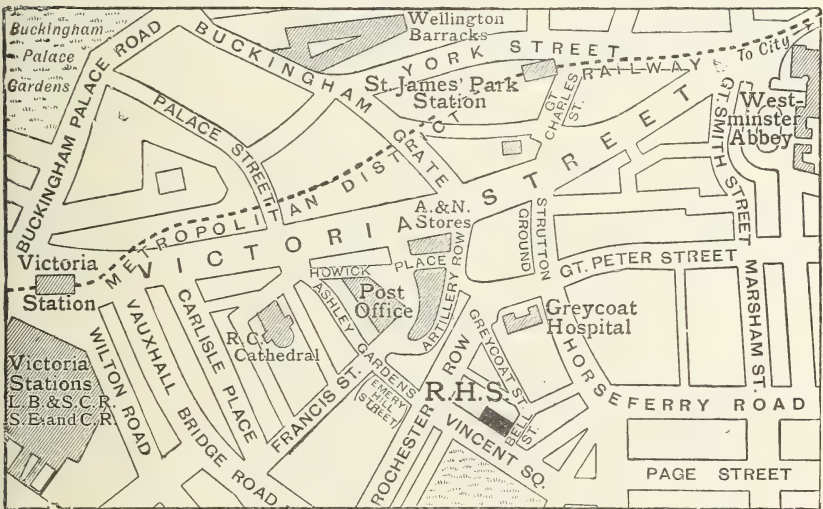 Buckingham
Palace
Gardens
BUCKINGHAM PALACE ROAD
BUCKINGHAM GRATE
Wellington
Barracks
YORK STREET
To City
St. James' Park
Station
RAILWAY
GT. CHARLES ST.
GT. SMITH STREET
West-
minster
Abbey
PALACE STREET
METROPOLITAN DISTRICT
VICTORIA STREET
A. & N.
Stores
STRUTTON
GROUND
GT. PETER STREET
MARSHAM ST.
Victoria
Station
HOWICK PLACE
Post
Office
ARTILLERY ROW
ASHLEY GARDENS
R.C.
Cathedral
CARLISLE PLACE
VAUXHALL BRIDGE ROAD
WILTON ROAD
Victoria
Stations
L.B. & S.C.R.
S.E. and C.R.
FRANCIS ST.
EMERY
HILL
STREET
ROCHESTER ROW
GREYCOAT ST.
Greycoat
Hospital
HORSEFERRY ROAD
R.H.S.
BELL ST.
VINCENT SQ.
PAGE STREET